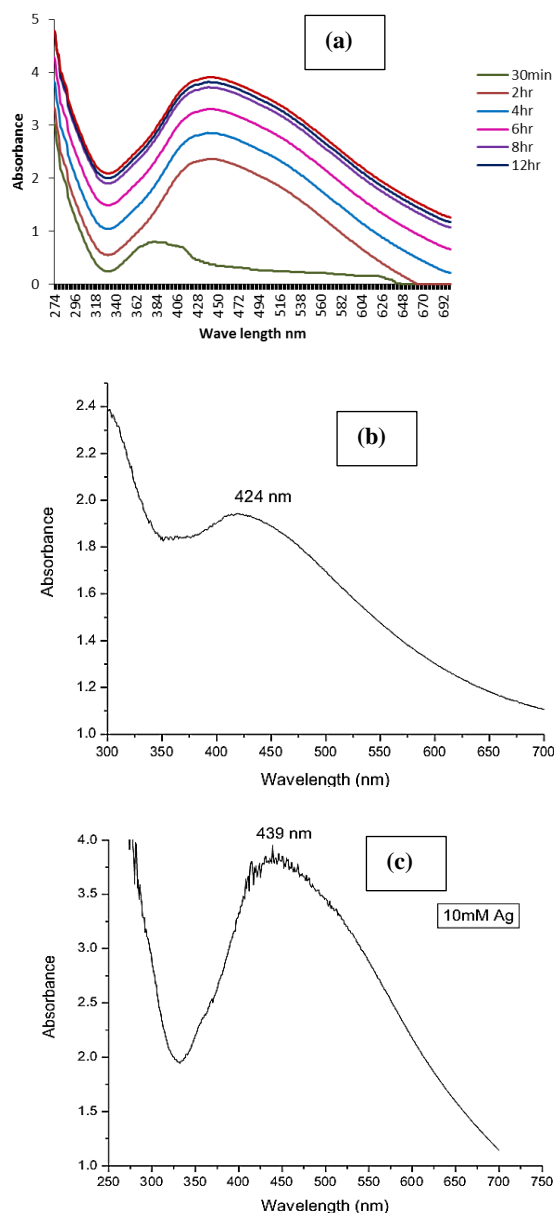 (a)
5
4
3
2
1
0
Absorbance
274 296 318 340 362 384 406 428 450 472 494 516 538 560 582 604 626 648 670 692
Wave length nm
30min
2hr
4hr
6hr
8hr
12hr
(b)
424 nm
2.4
2.2
2.0
1.8
1.6
1.4
1.2
1.0
Absorbance
300 350 400 450 500 550 600 650 700
Wavelength (nm)
439 nm
(c)
10mM Ag
4.0
3.5
3.0
2.5
2.0
1.5
1.0
Absorbance
250 300 350 400 450 500 550 600 650 700 750
Wavelength (nm)